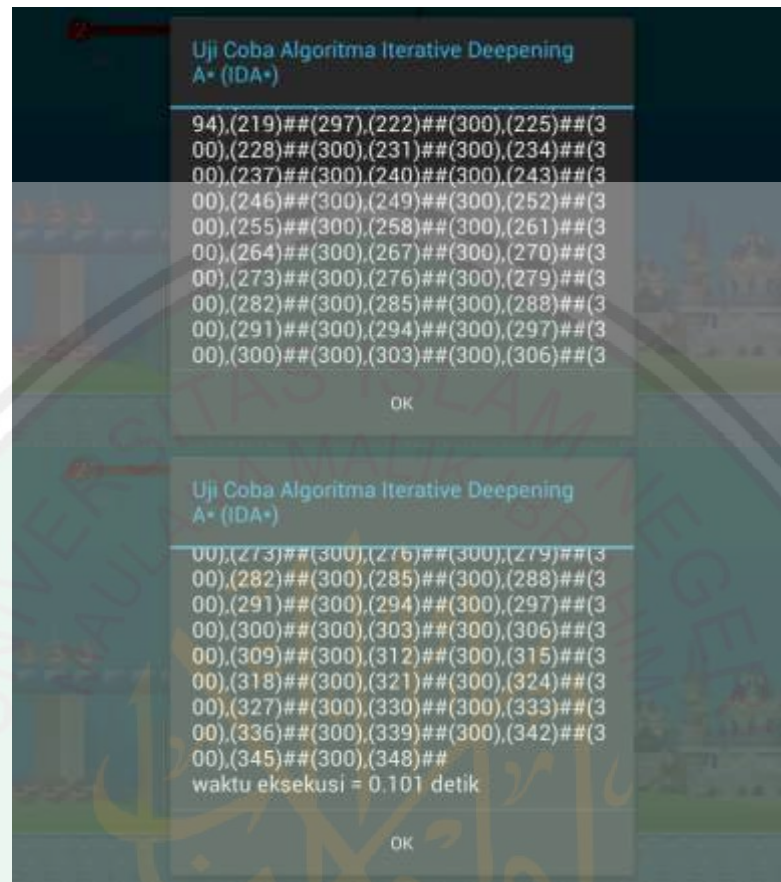 Uji Coba Algoritma Iterative Deepening
A* (IDA*)
94),(219)##(297),(222)##(300),(225)##(3
00),(228)##(300),(231)##(300),(234)##(3
00),(237)##(300),(240)##(300),(243)##(3
00),(246)##(300),(249)##(300),(252)##(3
00),(255)##(300),(258)##(300),(261)##(3
00),(264)##(300),(267)##(300),(270)##(3
00),(273)##(300),(276)##(300),(279)##(3
00),(282)##(300),(285)##(300),(288)##(3
00),(291)##(300),(294)##(300),(297)##(3
00),(300)##(300),(303)##(300),(306)##(3
OK
Uji Coba Algoritma Iterative Deepening
A* (IDA*)
00),(273)##(300),(276)##(300),(279)##(3
00),(282)##(300),(285)##(300),(288)##(3
00),(291)##(300),(294)##(300),(297)##(3
00),(300)##(300),(303)##(300),(306)##(3
00),(309)##(300),(312)##(300),(315)##(3
00),(318)##(300),(321)##(300),(324)##(3
00),(327)##(300),(330)##(300),(333)##(3
00),(336)##(300),(339)##(300),(342)##(3
00),(345)##(300),(348)##
waktu eksekusi = 0.101 detik
OK
UNIVERSITAS ISLAM NEGERI
MAULANA MALIK IBRAHIM